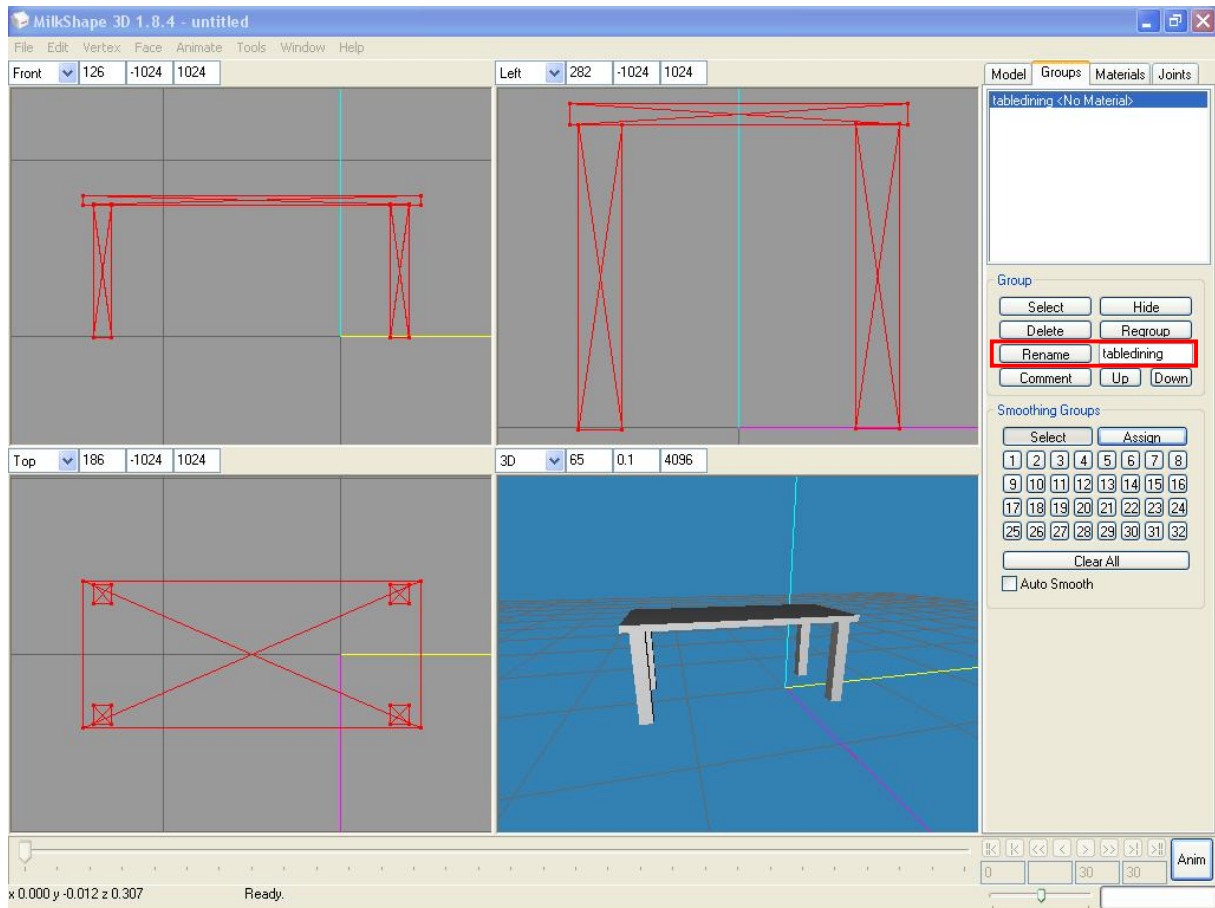 MilkShape 3D 1.8.4 - untitled
File Edit Vertex Face Animate Tools Window Help
Front 126 -1024 1024
Left 282 -1024 1024
Model Groups Materials Joints
tabledining <No Material>
Group
Select Hide
Delete Regroup
Rename tabledining
Comment Up Down
Smoothing Groups
Select Assign
1 2 3 4 5 6 7 8
9 10 11 12 13 14 15 16
17 18 19 20 21 22 23 24
25 26 27 28 29 30 31 32
Clear All
Auto Smooth
Top 186 -1024 1024
3D 65 0.1 4096
0 30 30 Anim
x 0.000 y -0.012 z 0.307 Ready.